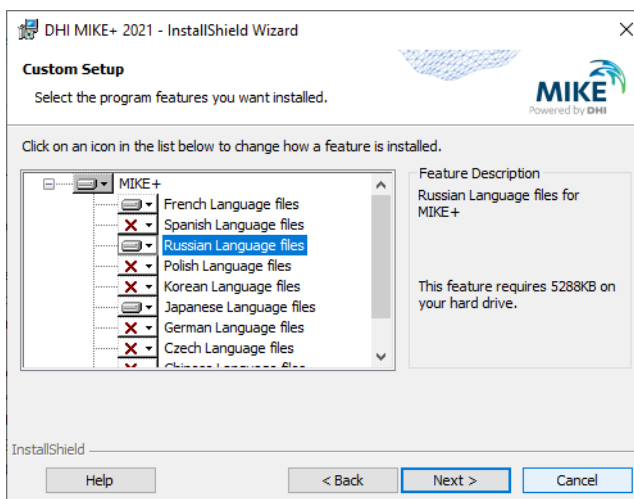 DHI MIKE+ 2021 - InstallShield Wizard
Custom Setup
Select the program features you want installed.
MIKE
Powered by DHI
Click on an icon in the list below to change how a feature is installed.
MIKE+
French Language files
Spanish Language files
Russian Language files
Polish Language files
Korean Language files
Japanese Language files
German Language files
Czech Language files
Chinese Language files
Feature Description
Russian Language files for
MIKE+
This feature requires 5288KB on
your hard drive.
InstallShield
Help
< Back
Next >
Cancel